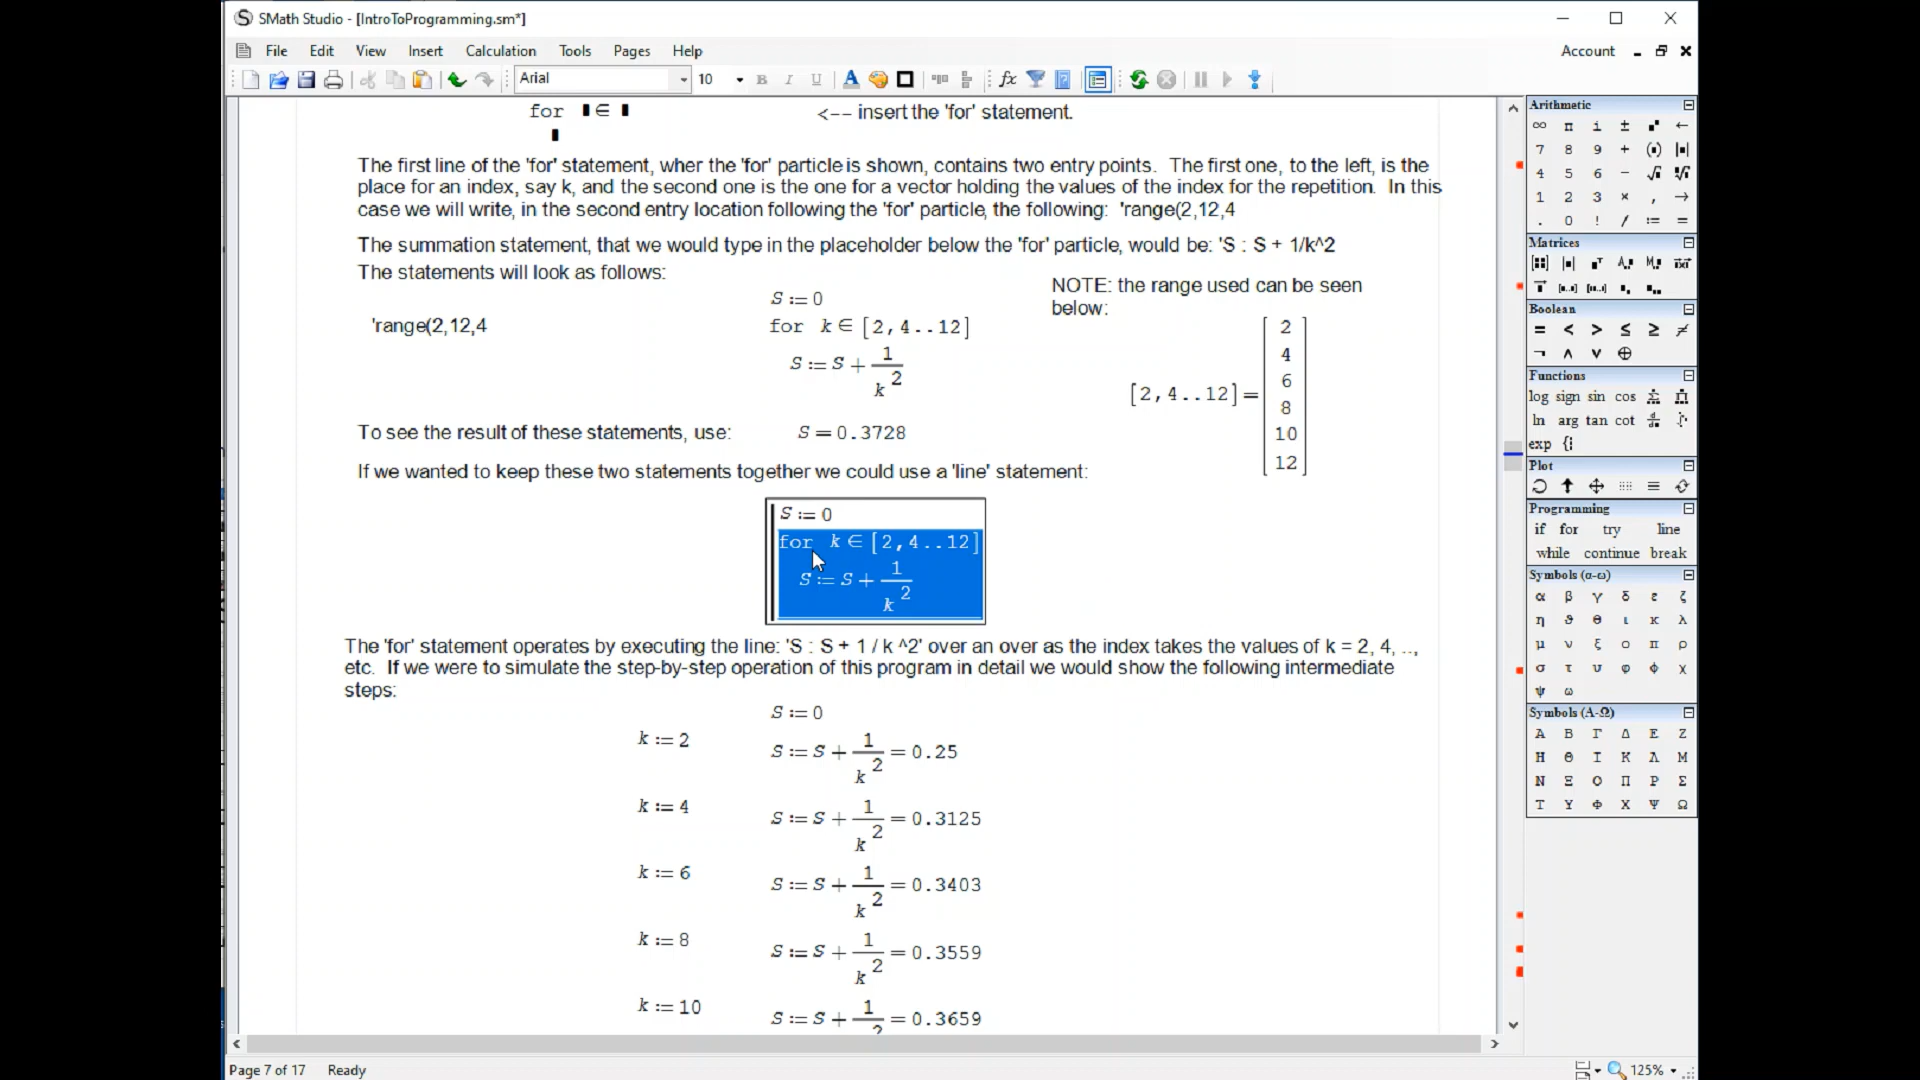 SMath Studio - [IntroToProgramming.sm*]
File Edit View Insert Calculation Tools Pages Help Account
Arial 10
for ▮ ∈ ▮ <-- insert the 'for' statement.
The first line of the 'for' statement, wher the 'for' particle is shown, contains two entry points. The first one, to the left, is the
place for an index, say k, and the second one is the one for a vector holding the values of the index for the repetition. In this
case we will write, in the second entry location following the 'for' particle, the following: 'range(2,12,4
The summation statement, that we would type in the placeholder below the 'for' particle, would be: 'S : S + 1/k^2
The statements will look as follows:
NOTE: the range used can be seen
below:
S := 0
'range(2,12,4
for k ∈ [2,4..12]
S := S + 1/k^2
[2,4..12] = [2 4 6 8 10 12]
To see the result of these statements, use: S = 0.3728
If we wanted to keep these two statements together we could use a 'line' statement:
S := 0
for k ∈ [2,4..12]
S := S + 1/k^2
The 'for' statement operates by executing the line: 'S : S + 1 / k ^2' over an over as the index takes the values of k = 2, 4, ..,
etc. If we were to simulate the step-by-step operation of this program in detail we would show the following intermediate
steps:
S := 0
k := 2 S := S + 1/k^2 = 0.25
k := 4 S := S + 1/k^2 = 0.3125
k := 6 S := S + 1/k^2 = 0.3403
k := 8 S := S + 1/k^2 = 0.3559
k := 10 S := S + 1/2 = 0.3659
Arithmetic
∞ π i ± ←
7 8 9 + (▪) |▪|
4 5 6 − √
1 2 3 × , →
. 0 ! / := =
Matrices
Boolean
= < > ≤ ≥ ≠
¬ ∧ ∨ ⊕
Functions
log sign sin cos
ln arg tan cot
exp {
Plot
Programming
if for try line
while continue break
Symbols (α-ω)
α β γ δ ε ζ
η ϑ θ ι κ λ
μ ν ξ ο π ρ
σ τ υ φ ϕ χ
ψ ω
Symbols (Α-Ω)
Α Β Γ Δ Ε Ζ
Η Θ Ι Κ Λ Μ
Ν Ξ Ο Π Ρ Σ
Τ Υ Φ Χ Ψ Ω
Page 7 of 17 Ready 125%